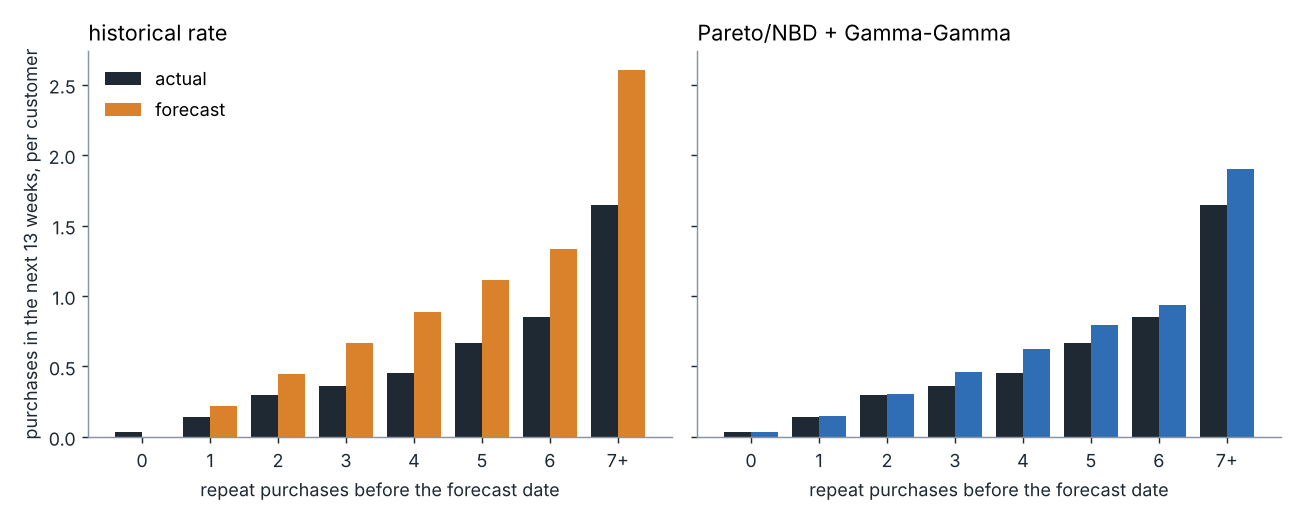 historical rate
actual
forecast
purchases in the next 13 weeks, per customer
2.5
2.0
1.5
1.0
0.5
0.0
0 1 2 3 4 5 6 7+
repeat purchases before the forecast date
Pareto/NBD + Gamma-Gamma
0 1 2 3 4 5 6 7+
repeat purchases before the forecast date